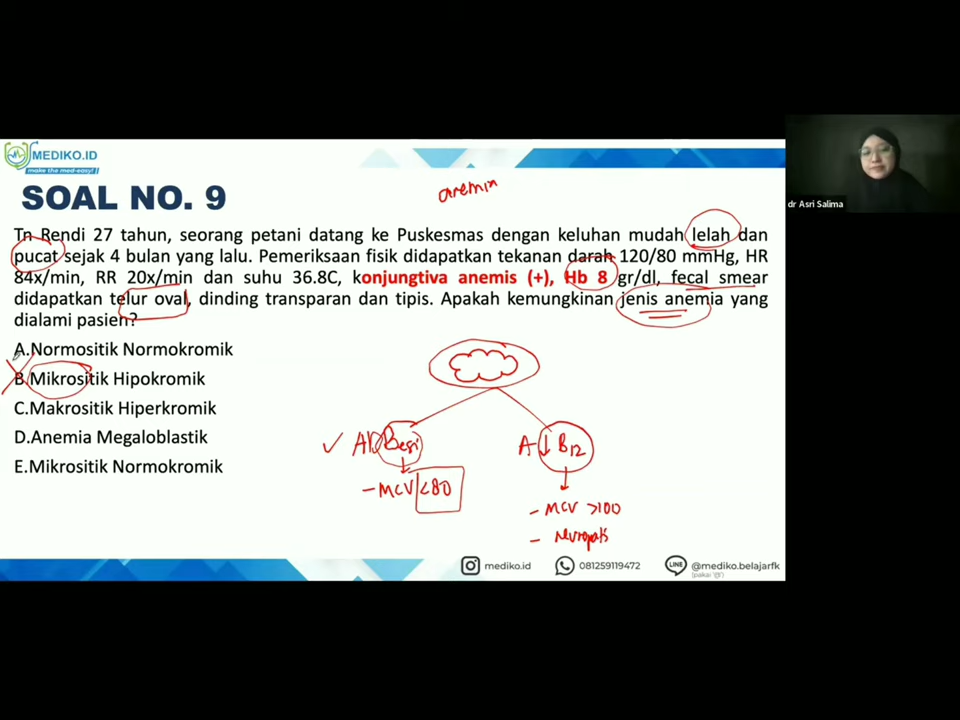 MEDIKO.ID
make the med-easy!
SOAL NO. 9
anemia
Tn Rendi 27 tahun, seorang petani datang ke Puskesmas dengan keluhan mudah lelah dan
pucat sejak 4 bulan yang lalu. Pemeriksaan fisik didapatkan tekanan darah 120/80 mmHg, HR
84x/min, RR 20x/min dan suhu 36.8C, konjungtiva anemis (+), Hb 8 gr/dl, fecal smear
didapatkan telur oval, dinding transparan dan tipis. Apakah kemungkinan jenis anemia yang
dialami pasien?
A.Normositik Normokromik
B.Mikrositik Hipokromik
C.Makrositik Hiperkromik
D.Anemia Megaloblastik
E.Mikrositik Normokromik
AD Besi
- MCV <80
A ↓ B12
- MCV >100
- Neuropati
mediko.id
081259119472
@mediko.belajarfk
(pakai '@')
dr Asri Salima